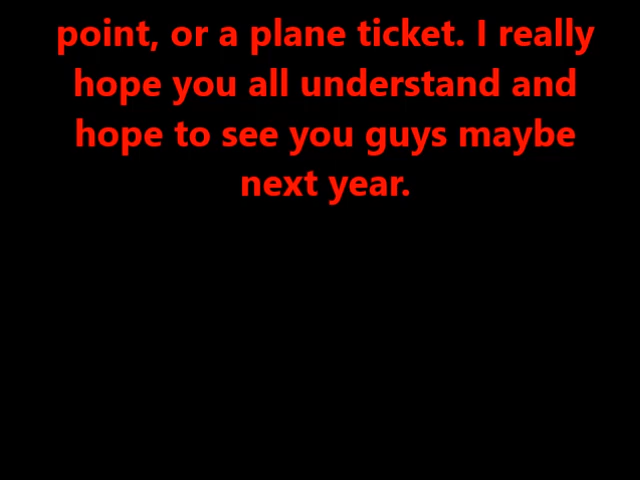 point, or a plane ticket. I really
hope you all understand and
hope to see you guys maybe
next year.